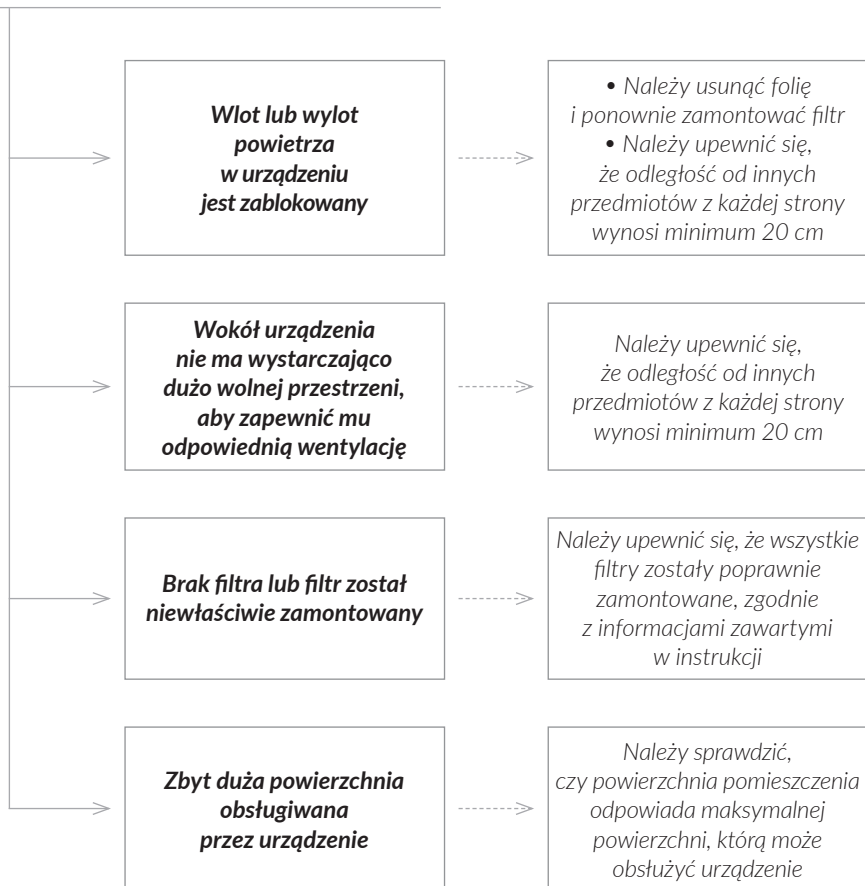 Wlot lub wylot
powietrza
w urządzeniu
jest zablokowany
• Należy usunąć folię
i ponownie zamontować filtr
• Należy upewnić się,
że odległość od innych
przedmiotów z każdej strony
wynosi minimum 20 cm
Wokół urządzenia
nie ma wystarczająco
dużo wolnej przestrzeni,
aby zapewnić mu
odpowiednią wentylację
Należy upewnić się,
że odległość od innych
przedmiotów z każdej strony
wynosi minimum 20 cm
Brak filtra lub filtr został
niewłaściwie zamontowany
Należy upewnić się, że wszystkie
filtry zostały poprawnie
zamontowane, zgodnie
z informacjami zawartymi
w instrukcji
Zbyt duża powierzchnia
obsługiwana
przez urządzenie
Należy sprawdzić,
czy powierzchnia pomieszczenia
odpowiada maksymalnej
powierzchni, którą może
obsłużyć urządzenie